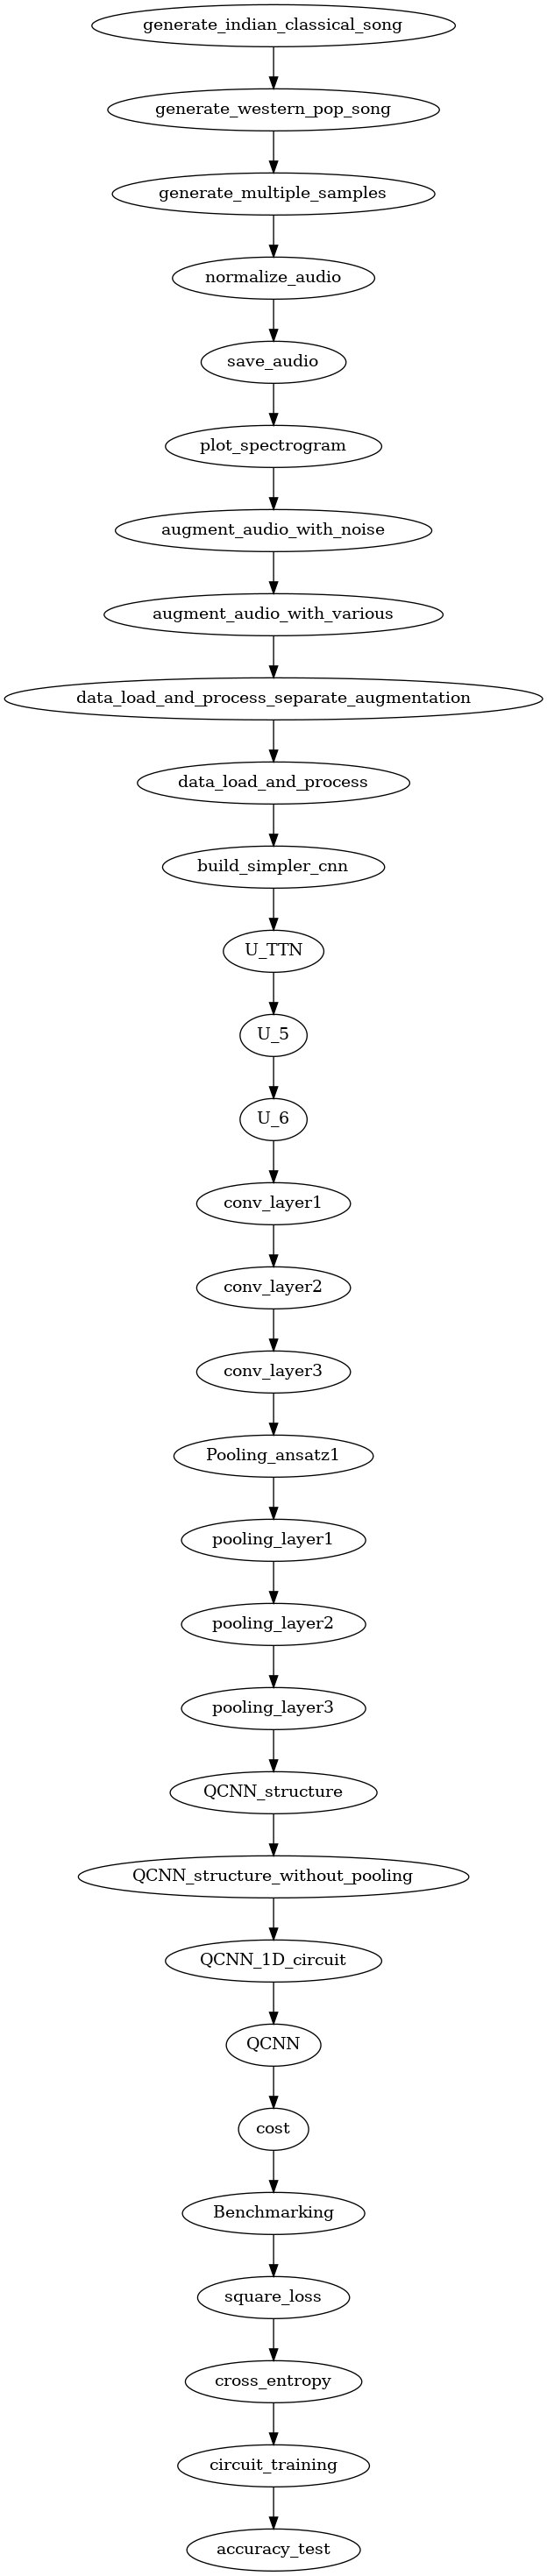 generate_indian_classical_song
generate_western_pop_song
generate_multiple_samples
normalize_audio
save_audio
plot_spectrogram
augment_audio_with_noise
augment_audio_with_various
data_load_and_process_separate_augmentation
data_load_and_process
build_simpler_cnn
U_TTN
U_5
U_6
conv_layer1
conv_layer2
conv_layer3
Pooling_ansatz1
pooling_layer1
pooling_layer2
pooling_layer3
QCNN_structure
QCNN_structure_without_pooling
QCNN_1D_circuit
QCNN
cost
Benchmarking
square_loss
cross_entropy
circuit_training
accuracy_test